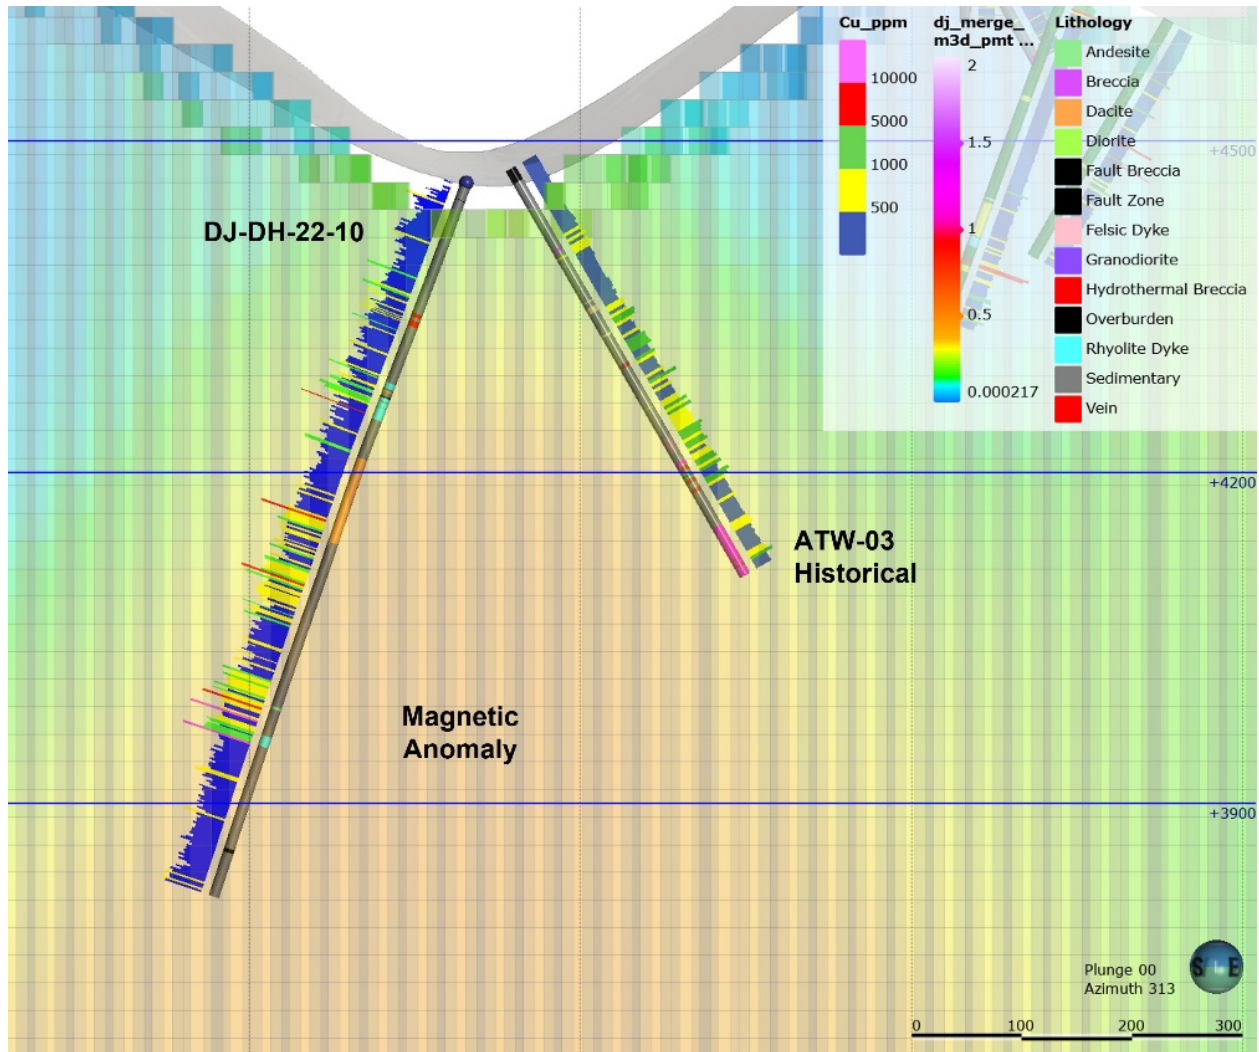 Cu_ppm
10000
5000
1000
500
dj_merge_
m3d_pmt ...
2
1.5
1
0.5
0.000217
Lithology
Andesite
Breccia
Dacite
Diorite
Fault Breccia
Fault Zone
Felsic Dyke
Granodiorite
Hydrothermal Breccia
Overburden
Rhyolite Dyke
Sedimentary
Vein
+4500
DJ-DH-22-10
+4200
ATW-03
Historical
Magnetic
Anomaly
+3900
Plunge 00
Azimuth 313
S E
0 100 200 300